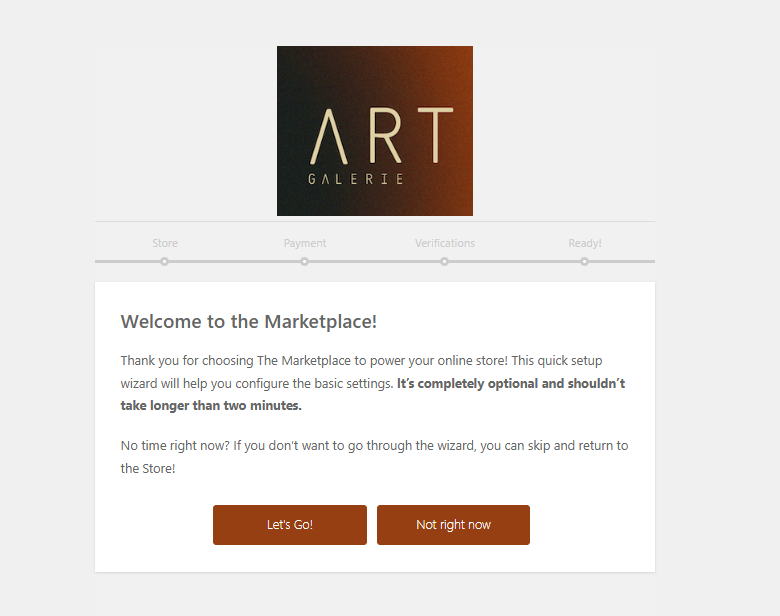 ART
GALERIE
Store
Payment
Verifications
Ready!
Welcome to the Marketplace!
Thank you for choosing The Marketplace to power your online store! This quick setup
wizard will help you configure the basic settings. It’s completely optional and shouldn’t
take longer than two minutes.
No time right now? If you don’t want to go through the wizard, you can skip and return to
the Store!
Let's Go!
Not right now